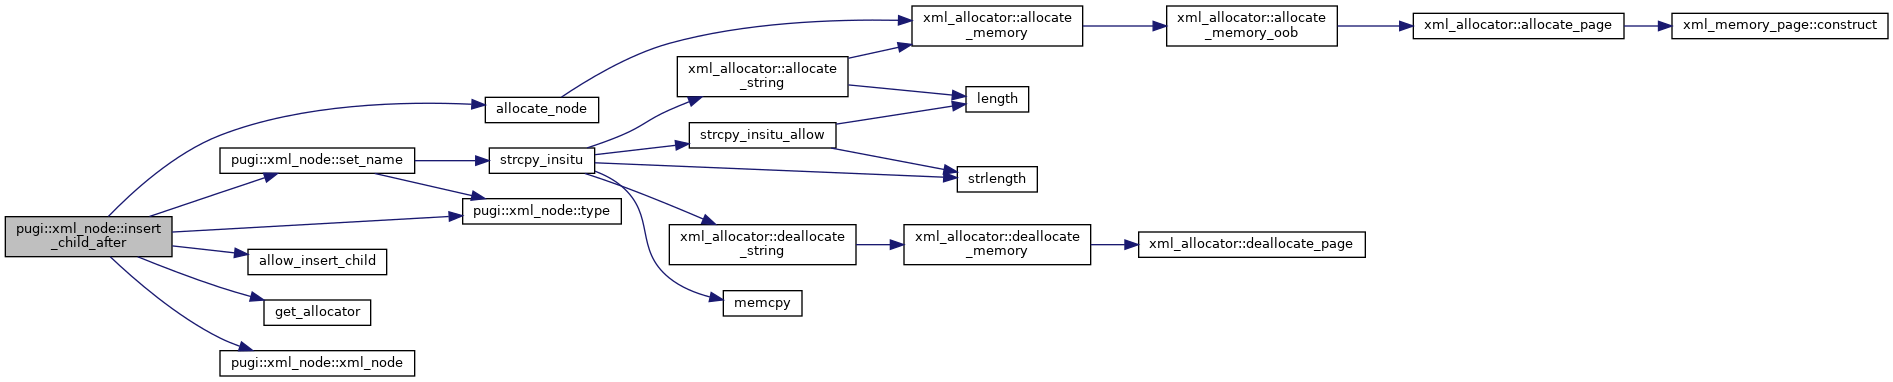 xml_allocator::allocate
_memory
xml_allocator::allocate
_memory_oob
xml_allocator::allocate_page
xml_memory_page::construct
xml_allocator::allocate
_string
length
allocate_node
strcpy_insitu_allow
pugi::xml_node::set_name
strcpy_insitu
strlength
pugi::xml_node::type
pugi::xml_node::insert
_child_after
xml_allocator::deallocate
_string
xml_allocator::deallocate
_memory
xml_allocator::deallocate_page
allow_insert_child
memcpy
get_allocator
pugi::xml_node::xml_node